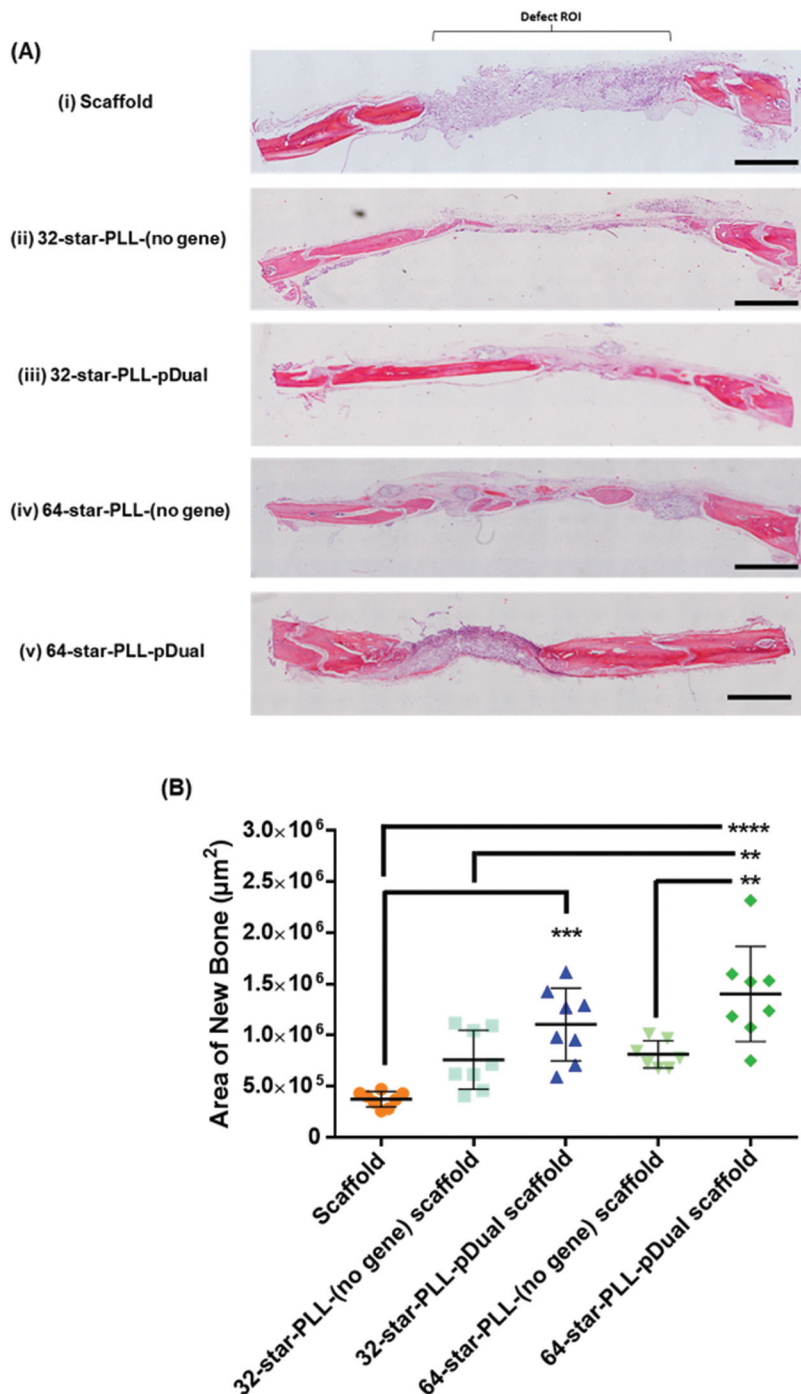 Defect ROI
(A)
(i) Scaffold
(ii) 32-star-PLL-(no gene)
(iii) 32-star-PLL-pDual
(iv) 64-star-PLL-(no gene)
(v) 64-star-PLL-pDual
(B)
Area of New Bone (µm²)
3.0×10⁶
2.5×10⁶
2.0×10⁶
1.5×10⁶
1.0×10⁶
5.0×10⁵
0
****
**
**
***
Scaffold
32-star-PLL-(no gene) scaffold
32-star-PLL-pDual scaffold
64-star-PLL-(no gene) scaffold
64-star-PLL-pDual scaffold